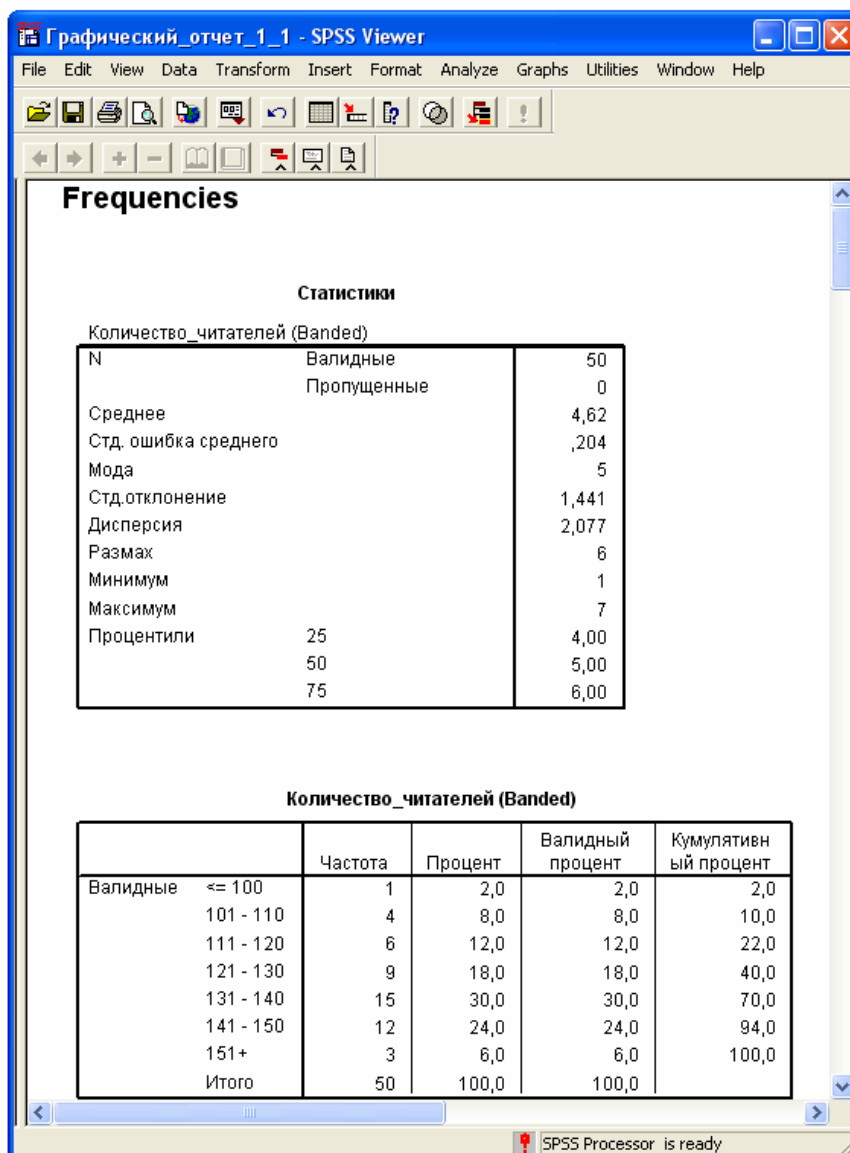 Графический_отчет_1_1 - SPSS Viewer
File Edit View Data Transform Insert Format Analyze Graphs Utilities Window Help
Frequencies
Статистики
Количество_читателей (Banded)
N Валидные 50
Пропущенные 0
Среднее 4,62
Стд. ошибка среднего ,204
Мода 5
Стд.отклонение 1,441
Дисперсия 2,077
Размах 6
Минимум 1
Максимум 7
Процентили 25 4,00
50 5,00
75 6,00
Количество_читателей (Banded)
Частота Процент Валидный процент Кумулятивн ый процент
Валидные <= 100 1 2,0 2,0 2,0
101 - 110 4 8,0 8,0 10,0
111 - 120 6 12,0 12,0 22,0
121 - 130 9 18,0 18,0 40,0
131 - 140 15 30,0 30,0 70,0
141 - 150 12 24,0 24,0 94,0
151+ 3 6,0 6,0 100,0
Итого 50 100,0 100,0
SPSS Processor is ready